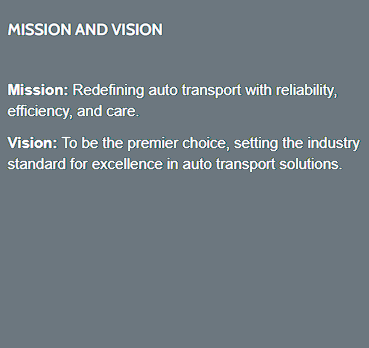 MISSION AND VISION
Mission: Redefining auto transport with reliability,
efficiency, and care.
Vision: To be the premier choice, setting the industry
standard for excellence in auto transport solutions.